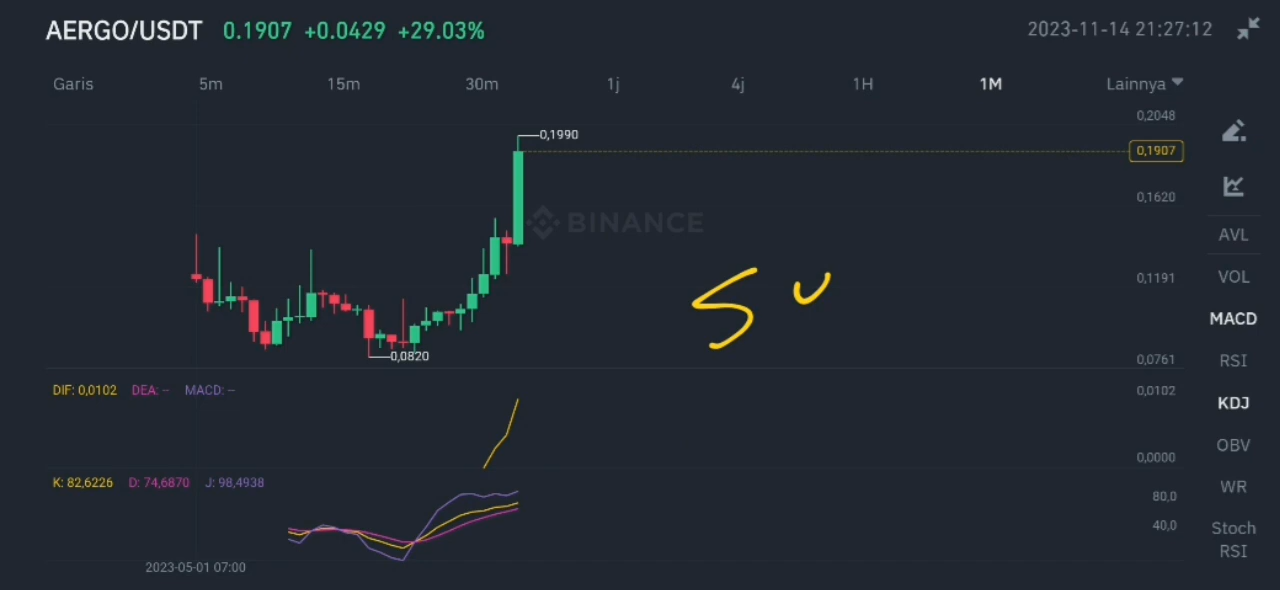 AERGO/USDT 0.1907 +0.0429 +29.03% 2023-11-14 21:27:12
Garis 5m 15m 30m 1j 4j 1H 1M Lainnya
0,2048
0,1990
0,1907
0,1620
BINANCE
AVL
0,1191
VOL
MACD
0,0820
0,0761
RSI
DIF: 0,0102 DEA: -- MACD: --
0,0102
KDJ
OBV
0,0000
K: 82,6226 D: 74,6870 J: 98,4938
WR
80,0
40,0
Stoch
RSI
2023-05-01 07:00